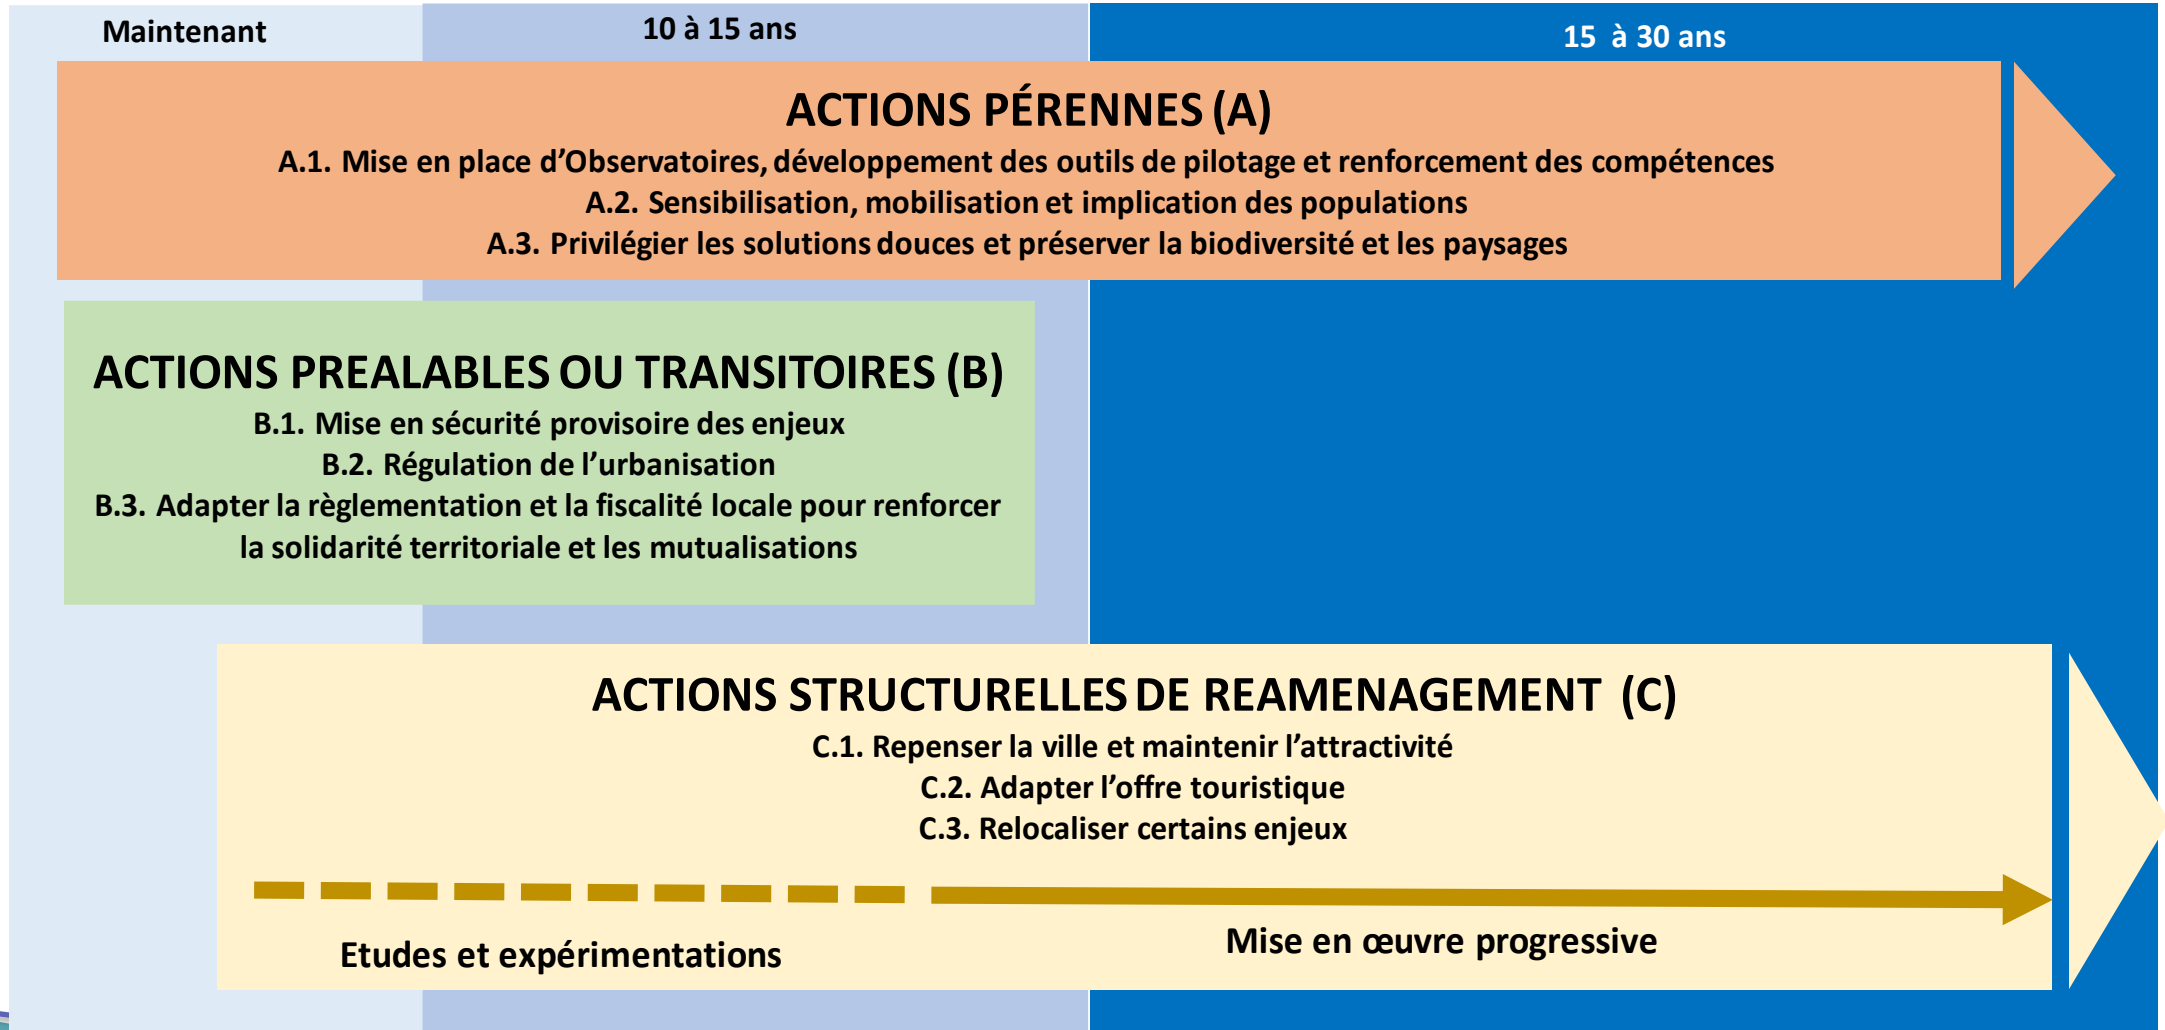 Maintenant
10 à 15 ans
15 à 30 ans
ACTIONS PÉRENNES (A)
A.1. Mise en place d’Observatoires, développement des outils de pilotage et renforcement des compétences
A.2. Sensibilisation, mobilisation et implication des populations
A.3. Privilégier les solutions douces et préserver la biodiversité et les paysages
ACTIONS PREALABLES OU TRANSITOIRES (B)
B.1. Mise en sécurité provisoire des enjeux
B.2. Régulation de l’urbanisation
B.3. Adapter la règlementation et la fiscalité locale pour renforcer
la solidarité territoriale et les mutualisations
ACTIONS STRUCTURELLES DE REAMENAGEMENT (C)
C.1. Repenser la ville et maintenir l’attractivité
C.2. Adapter l’offre touristique
C.3. Relocaliser certains enjeux
Etudes et expérimentations
Mise en œuvre progressive